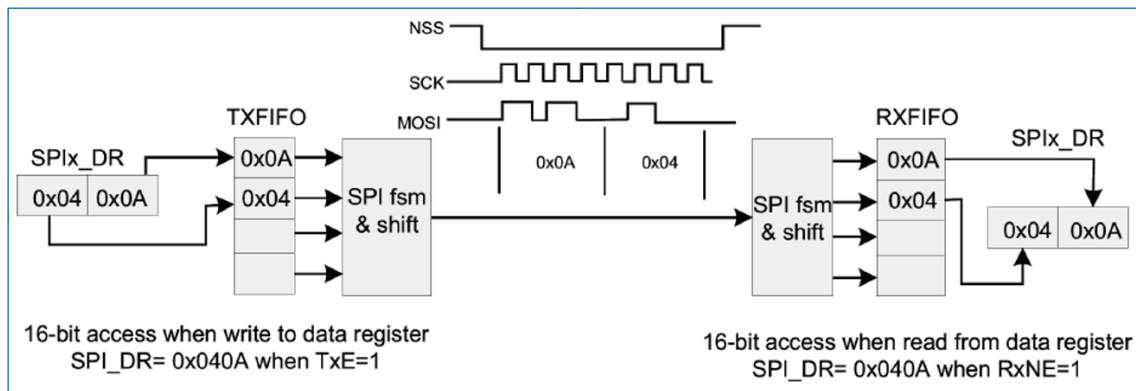 NSS
SCK
MOSI
TXFIFO
RXFIFO
SPIx_DR
SPIx_DR
0x04 0x0A
0x0A
0x04
SPI fsm
& shift
0x0A
0x04
SPI fsm
& shift
0x0A
0x04
0x04 0x0A
16-bit access when write to data register
SPI_DR= 0x040A when TxE=1
16-bit access when read from data register
SPI_DR= 0x040A when RxNE=1